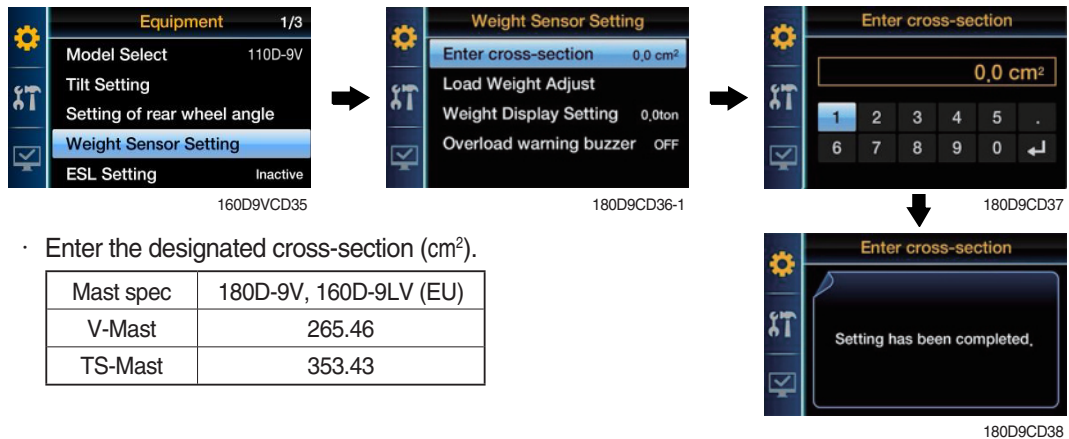 Equipment 1/3
Model Select 110D-9V
Tilt Setting
Setting of rear wheel angle
Weight Sensor Setting
ESL Setting Inactive
160D9VCD35
Weight Sensor Setting
Enter cross-section 0,0 cm²
Load Weight Adjust
Weight Display Setting 0,0ton
Overload warning buzzer OFF
180D9CD36-1
Enter cross-section
0,0 cm²
1 2 3 4 5 .
6 7 8 9 0
180D9CD37
· Enter the designated cross-section (cm²).
Mast spec 180D-9V, 160D-9LV (EU)
V-Mast 265.46
TS-Mast 353.43
Enter cross-section
Setting has been completed.
180D9CD38